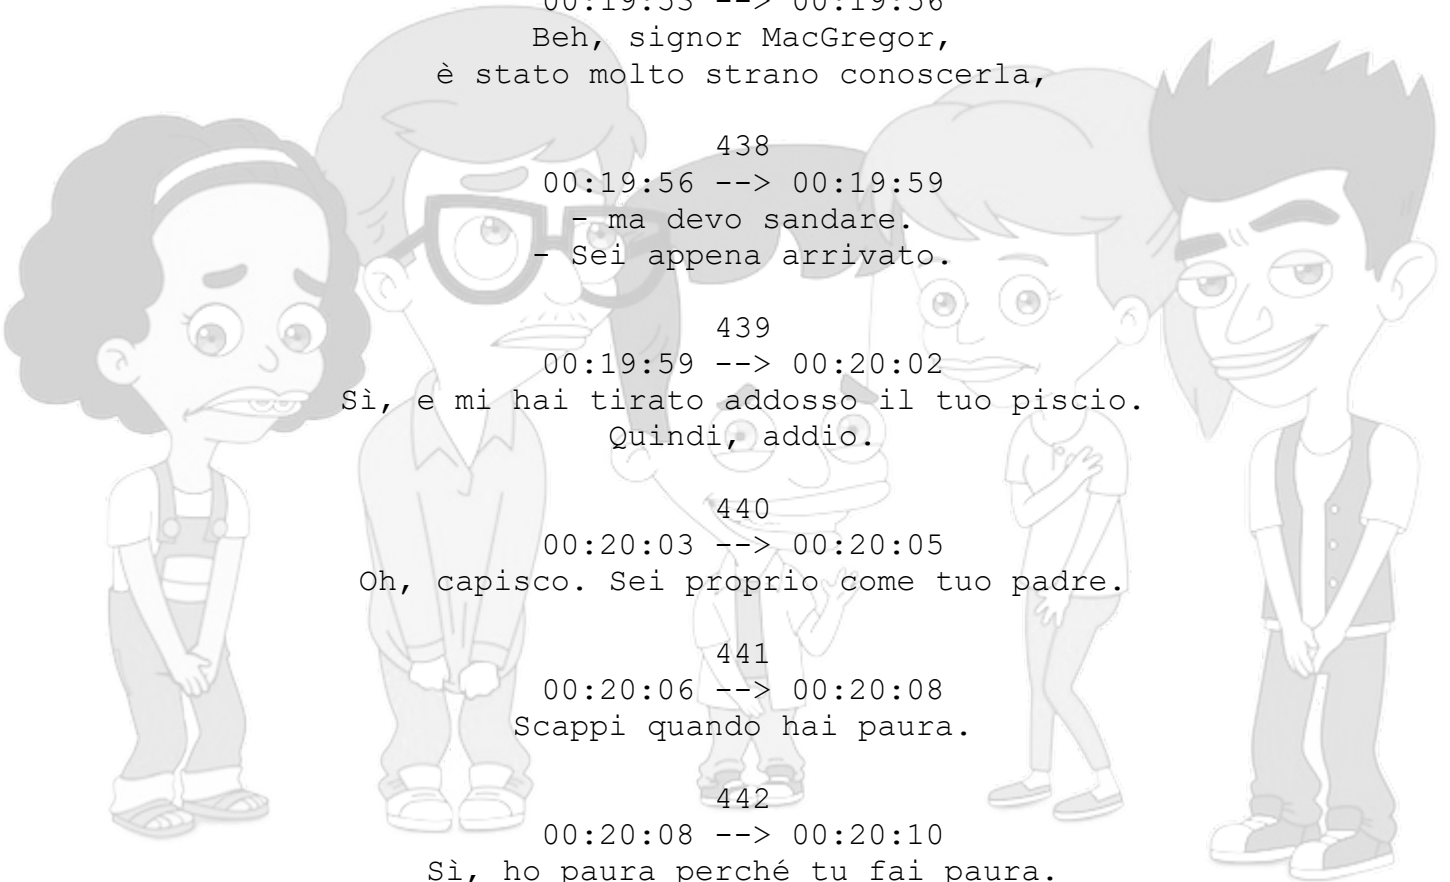 00:19:53 --> 00:19:56
Beh, signor MacGregor,
è stato molto strano conoscerla,
438
00:19:56 --> 00:19:59
- ma devo sandare.
- Sei appena arrivato.
439
00:19:59 --> 00:20:02
Sì, e mi hai tirato addosso il tuo piscio.
Quindi, addio.
440
00:20:03 --> 00:20:05
Oh, capisco. Sei proprio come tuo padre.
441
00:20:06 --> 00:20:08
Scappi quando hai paura.
442
00:20:08 --> 00:20:10
Sì, ho paura perché tu fai paura.